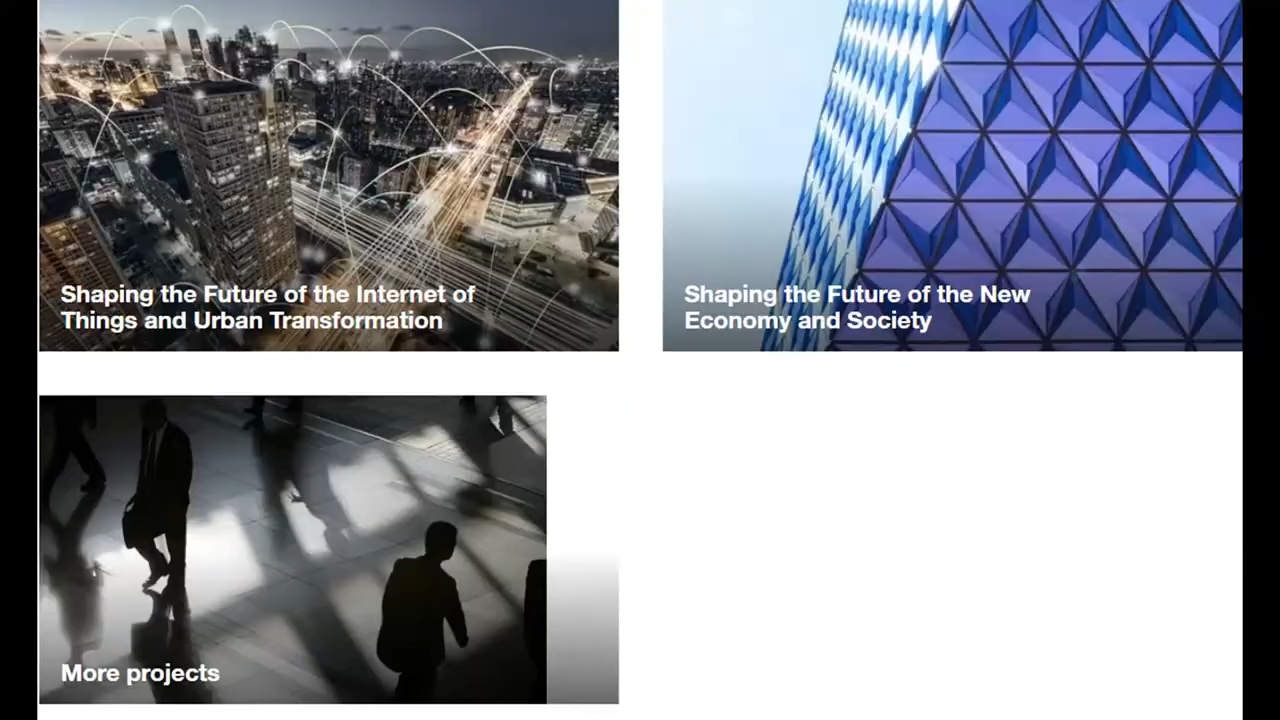 Shaping the Future of the Internet of
Things and Urban Transformation
Shaping the Future of the New
Economy and Society
More projects